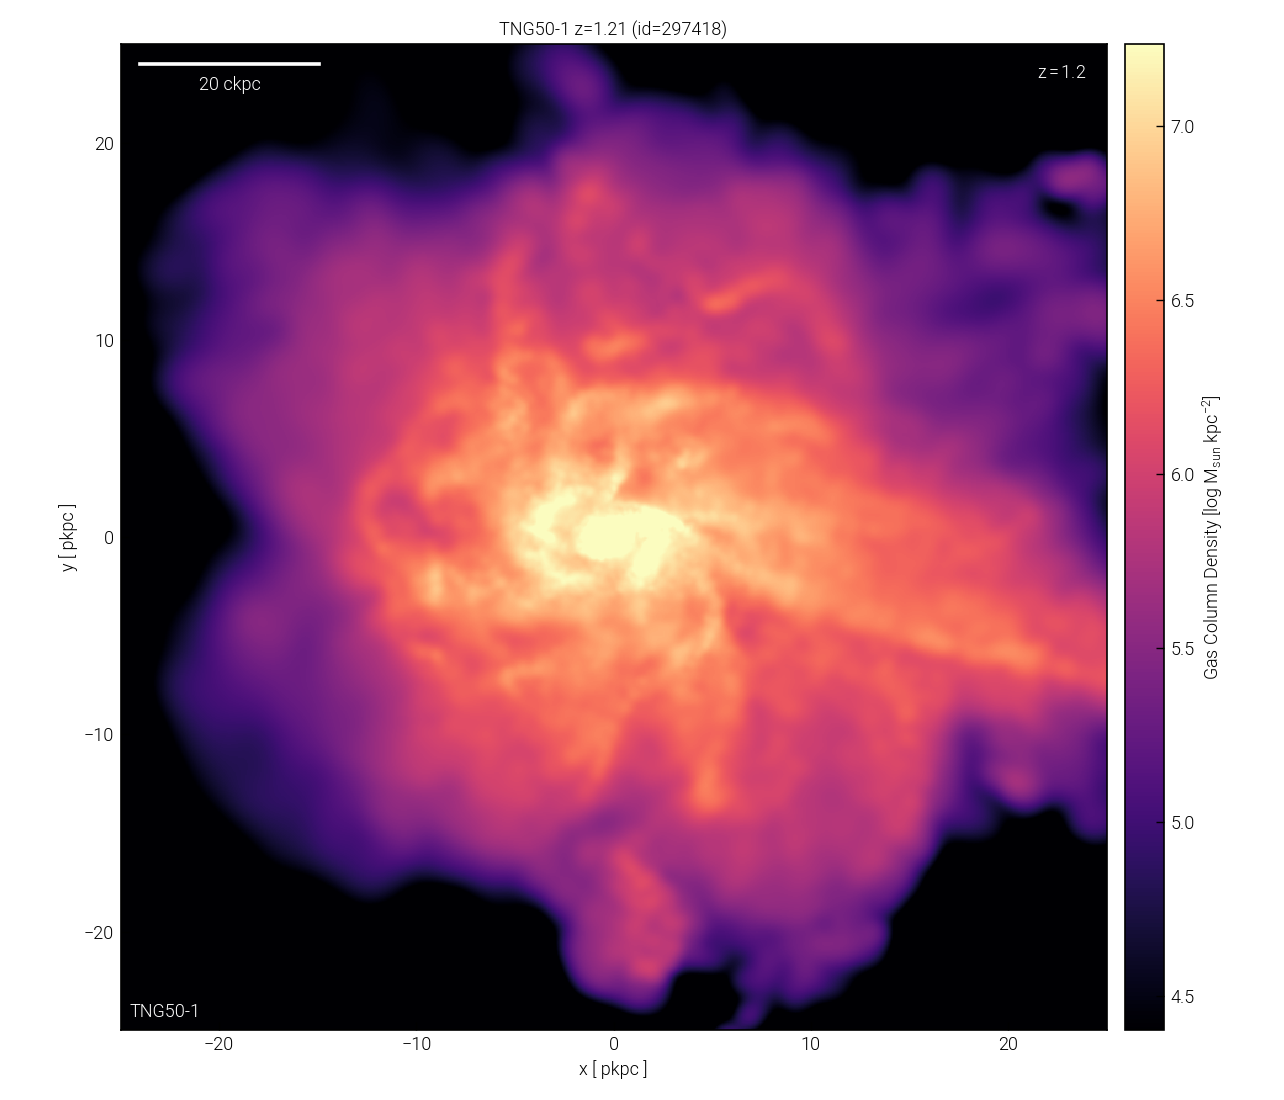 TNG50-1 z=1.21 (id=297418)
20 ckpc
z=1.2
20
10
0
−10
−20
y [ pkpc ]
TNG50-1
−20
−10
0
10
20
x [ pkpc ]
7.0
6.5
6.0
5.5
5.0
4.5
Gas Column Density [log M_sun kpc⁻²]